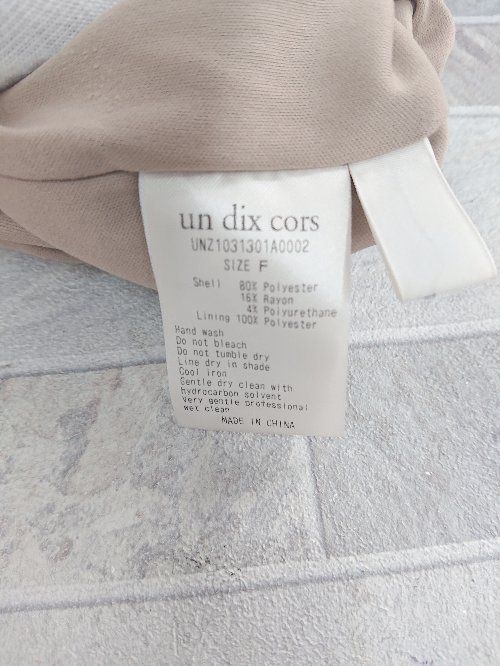 un dix cors
UNZ1031301A0002
SIZE F
Shell 80% Polyester
16% Rayon
4% Polyurethane
Lining 100% Polyester
Hand wash
Do not bleach
Do not tumble dry
Line dry in shade
Cool iron
Gentle dry clean with
hydrocarbon solvent
Very gentle professional
wet clean
MADE IN CHINA